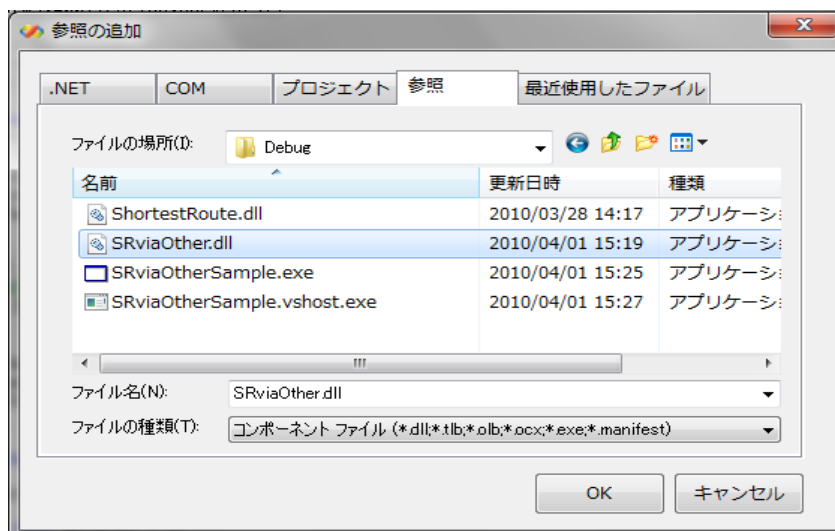 参照の追加
.NET COM プロジェクト 参照 最近使用したファイル
ファイルの場所(I): Debug
名前 更新日時 種類
ShortestRoute.dll 2010/03/28 14:17 アプリケーシ
SRviaOther.dll 2010/04/01 15:19 アプリケーシ
SRviaOtherSample.exe 2010/04/01 15:25 アプリケーシ
SRviaOtherSample.vshost.exe 2010/04/01 15:27 アプリケーシ
ファイル名(N): SRviaOther.dll
ファイルの種類(T): コンポーネント ファイル (*.dll;*.tlb;*.olb;*.ocx;*.exe;*.manifest)
OK キャンセル